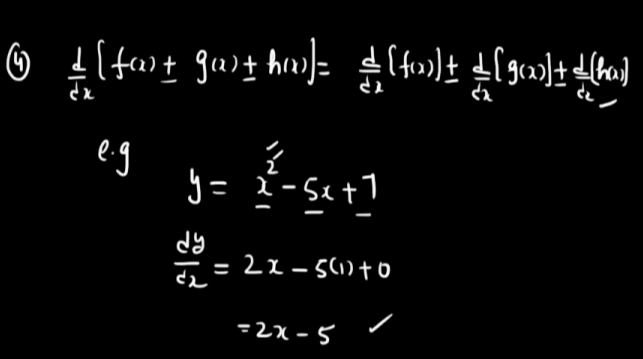 ④ d/dx [f(x) ± g(x) ± h(x)] = d/dx [f(x)] ± d/dx [g(x)] ± d/dx [h(x)]
e.g
y = x² - 5x + 7
dy/dx = 2x - 5(1) + 0
= 2x - 5 ✓